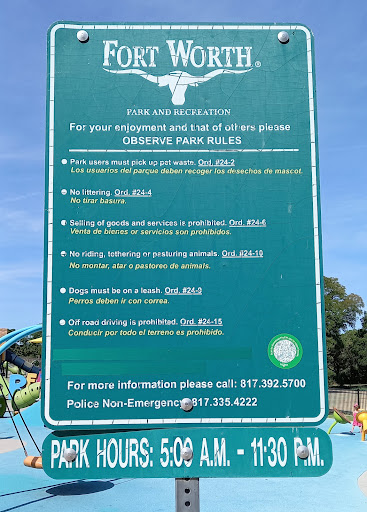 FORT WORTH®
PARK AND RECREATION
For your enjoyment and that of others please
OBSERVE PARK RULES
Park users must pick up pet waste. Ord. #24-2
Los usuarios del parque deben recoger los desechos de mascot.
No littering. Ord. #24-4
No tirar basura.
Selling of goods and services is prohibited. Ord. #24-6
Venta de bienes or servicios son prohibidos.
No riding, tethering or pasturing animals. Ord. #24-10
No montar, atar o pastoreo de animals.
Dogs must be on a leash. Ord. #24-9
Perros deben ir con correa.
Off road driving is prohibited. Ord. #24-15
Conducir por todo el terreno es prohibido.
For more information please call: 817.392.5700
Police Non-Emergency: 817.335.4222
PARK HOURS: 5:00 A.M. - 11:30 P.M.